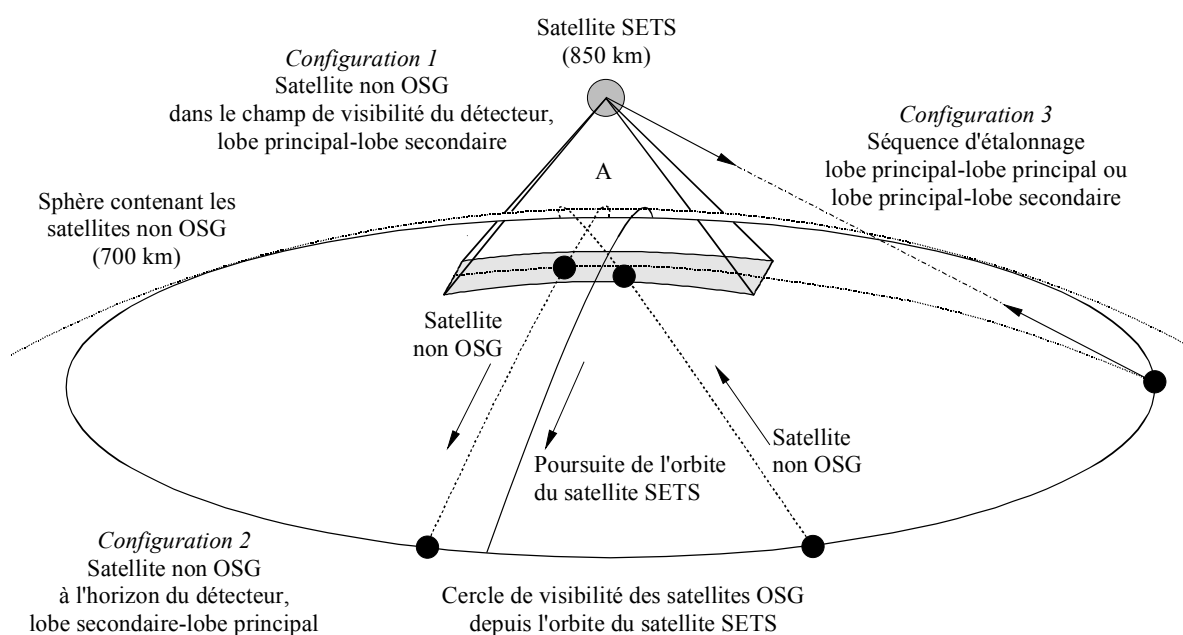 Satellite SETS
(850 km)
Configuration 1
Satellite non OSG
dans le champ de visibilité du détecteur,
lobe principal-lobe secondaire
Configuration 3
Séquence d'étalonnage
lobe principal-lobe principal ou
lobe principal-lobe secondaire
A
Sphère contenant les
satellites non OSG
(700 km)
Satellite
non OSG
Poursuite de l'orbite
du satellite SETS
Satellite
non OSG
Configuration 2
Satellite non OSG
à l'horizon du détecteur,
lobe secondaire-lobe principal
Cercle de visibilité des satellites OSG
depuis l'orbite du satellite SETS